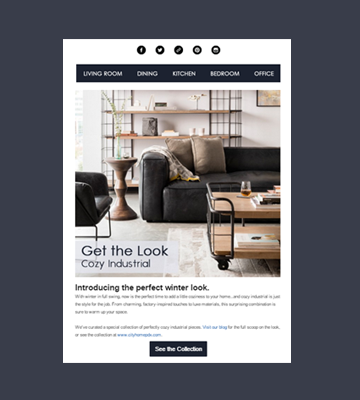 LIVING ROOM DINING KITCHEN BEDROOM OFFICE
Get the Look
Cozy Industrial
Introducing the perfect winter look.
With winter in full swing, now is the perfect time to add a little coziness to your home, and cozy industrial is just
the style for the job. From charming, factory-inspired touches to luxe materials, this surprising combination is
sure to warm up your space.
We've curated a special collection of perfectly cozy industrial pieces. Visit our blog for the full scoop on the look,
or see the collection at www.cityhomepdx.com.
See the Collection